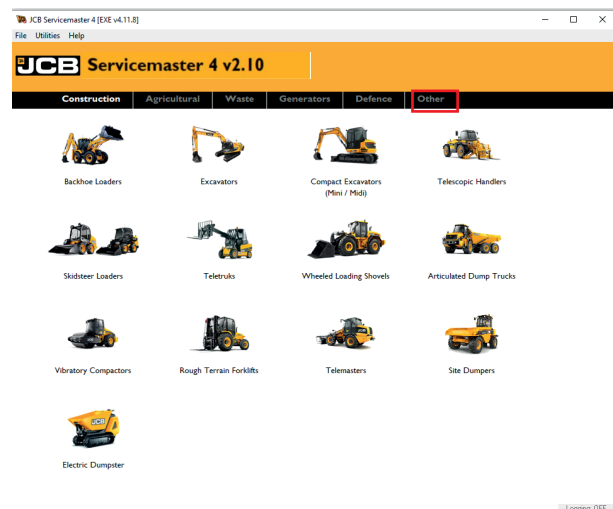 JCB Servicemaster 4 [EXE v4.11.8]
File Utilities Help
JCB Servicemaster 4 v2.10
Construction Agricultural Waste Generators Defence Other
Backhoe Loaders
Excavators
Compact Excavators
(Mini / Midi)
Telescopic Handlers
Skidsteer Loaders
Teletruks
Wheeled Loading Shovels
Articulated Dump Trucks
Vibratory Compactors
Rough Terrain Forklifts
Telemasters
Site Dumpers
Electric Dumpster
Logging: OFF